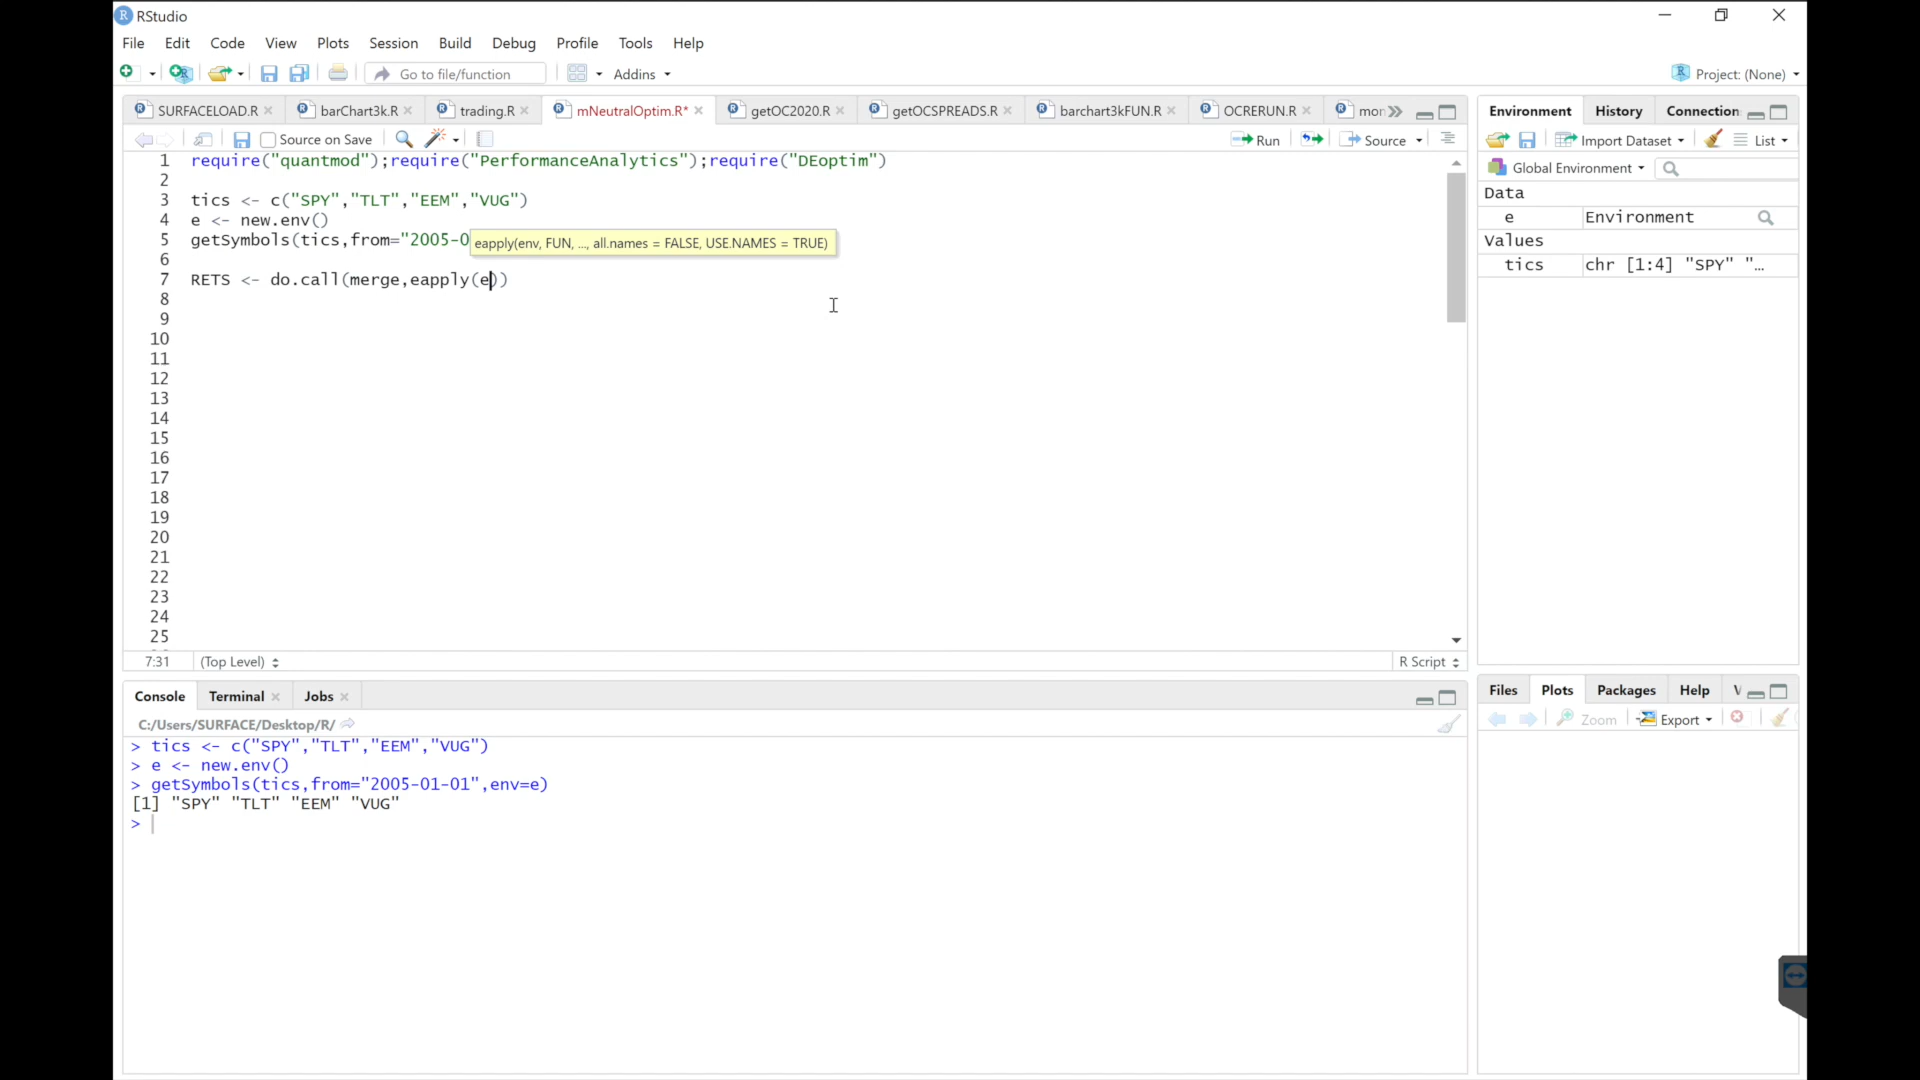 RStudio
File Edit Code View Plots Session Build Debug Profile Tools Help
Go to file/function Addins Project: (None)
SURFACELOAD.R barChart3k.R trading.R mNeutralOptim.R* getOC2020.R getOCSPREADS.R barchart3kFUN.R OCRERUN.R mon
Source on Save Run Source
1 require("quantmod");require("PerformanceAnalytics");require("DEoptim")
2
3 tics <- c("SPY","TLT","EEM","VUG")
4 e <- new.env()
5 getSymbols(tics,from="2005-0
eapply(env, FUN, ..., all.names = FALSE, USE.NAMES = TRUE)
6
7 RETS <- do.call(merge,eapply(e))
8
9
10
11
12
13
14
15
16
17
18
19
20
21
22
23
24
25
7:31 (Top Level) R Script
Console Terminal Jobs
C:/Users/SURFACE/Desktop/R/
> tics <- c("SPY","TLT","EEM","VUG")
> e <- new.env()
> getSymbols(tics,from="2005-01-01",env=e)
[1] "SPY" "TLT" "EEM" "VUG"
>
Environment History Connection
Import Dataset List
Global Environment
Data
e Environment
Values
tics chr [1:4] "SPY" "…
Files Plots Packages Help V
Zoom Export